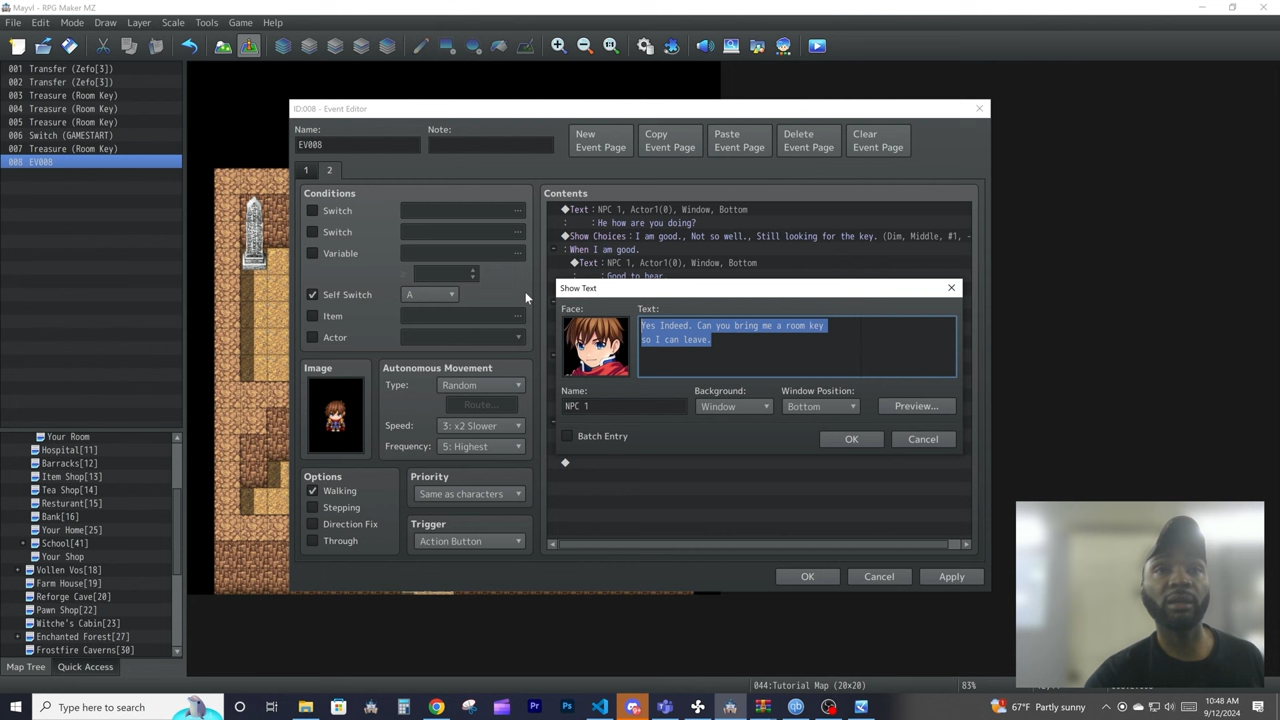 Mayvl - RPG Maker MZ
File Edit Mode Draw Layer Scale Tools Game Help
001 Transfer (Zefo[3])
002 Transfer (Zefo[3])
003 Treasure (Room Key)
004 Treasure (Room Key)
005 Treasure (Room Key)
006 Switch (GAMESTART)
007 Treasure (Room Key)
008 EV008
Your Room
Hospital[11]
Barracks[12]
Item Shop[13]
Tea Shop[14]
Resturant[15]
Bank[16]
Your Home[25]
School[41]
Your Shop
Vollen Vos[18]
Farm House[19]
Reforge Cave[20]
Pawn Shop[22]
Witche's Cabin[23]
Enchanted Forest[27]
Frostfire Caverns[30]
Map Tree Quick Access
ID:008 - Event Editor
Name: Note:
EV008
New Event Page
Copy Event Page
Paste Event Page
Delete Event Page
Clear Event Page
1 2
Conditions
Switch ...
Switch ...
Variable ...
Self Switch A
Item ...
Actor
Image
Autonomous Movement
Type: Random
Route...
Speed: 3: x2 Slower
Frequency: 5: Highest
Options
Walking
Stepping
Direction Fix
Through
Priority
Same as characters
Trigger
Action Button
Contents
◆Text : NPC 1, Actor1(0), Window, Bottom
: He how are you doing?
◆Show Choices : I am good., Not so well., Still looking for the key. (Dim, Middle, #1, -
: When I am good.
◆Text : NPC 1, Actor1(0), Window, Bottom
: Good to hear.
◆
OK Cancel Apply
Show Text
Face: Text:
Yes Indeed. Can you bring me a room key
so I can leave.
Name: Background: Window Position:
NPC 1 Window Bottom Preview...
Batch Entry
OK Cancel
044:Tutorial Map (20x20) 83%
Type here to search
67°F Partly sunny
10:48 AM
9/12/2024